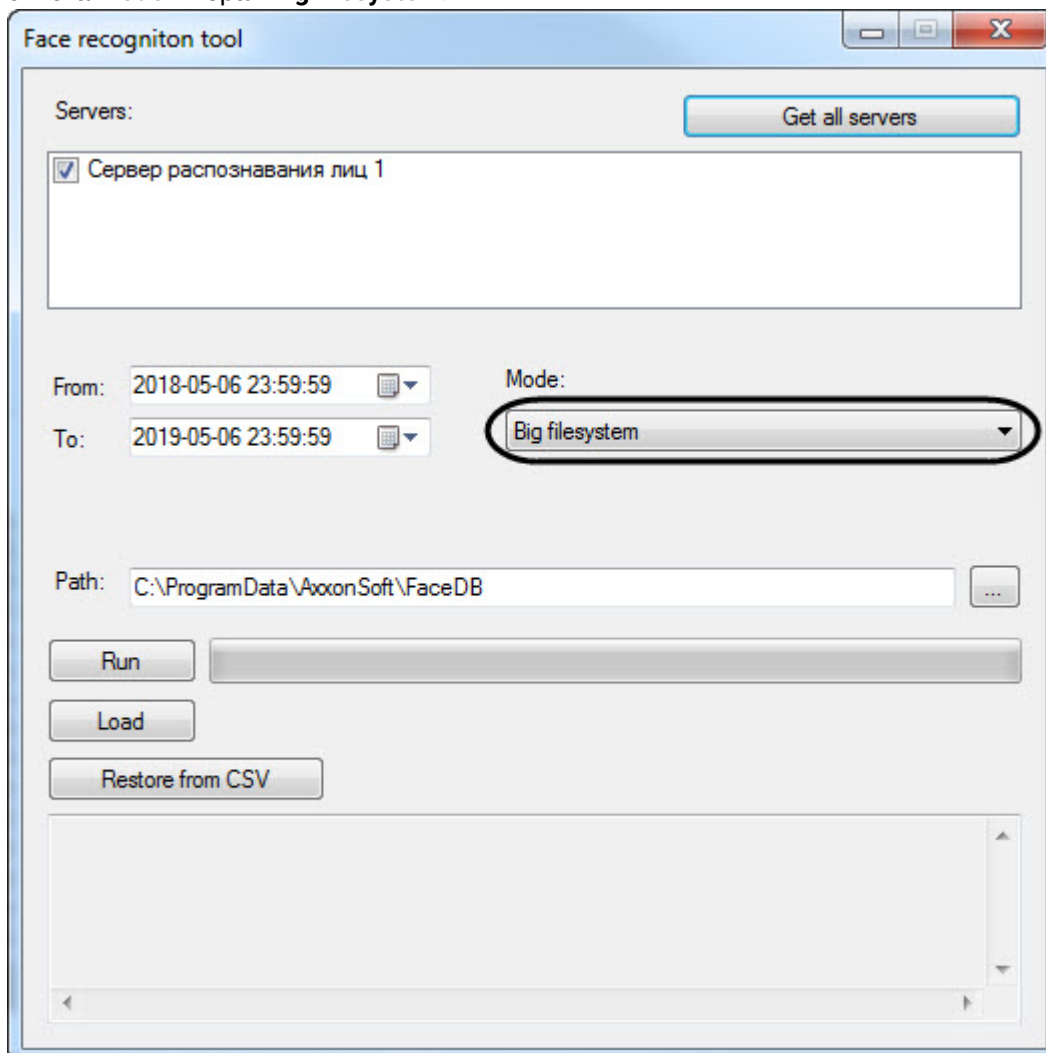 Face recogniton tool
Servers:
Get all servers
Сервер распознавания лиц 1
From: 2018-05-06 23:59:59
Mode:
To: 2019-05-06 23:59:59
Big filesystem
Path: C:\ProgramData\AxxonSoft\FaceDB
...
Run
Load
Restore from CSV